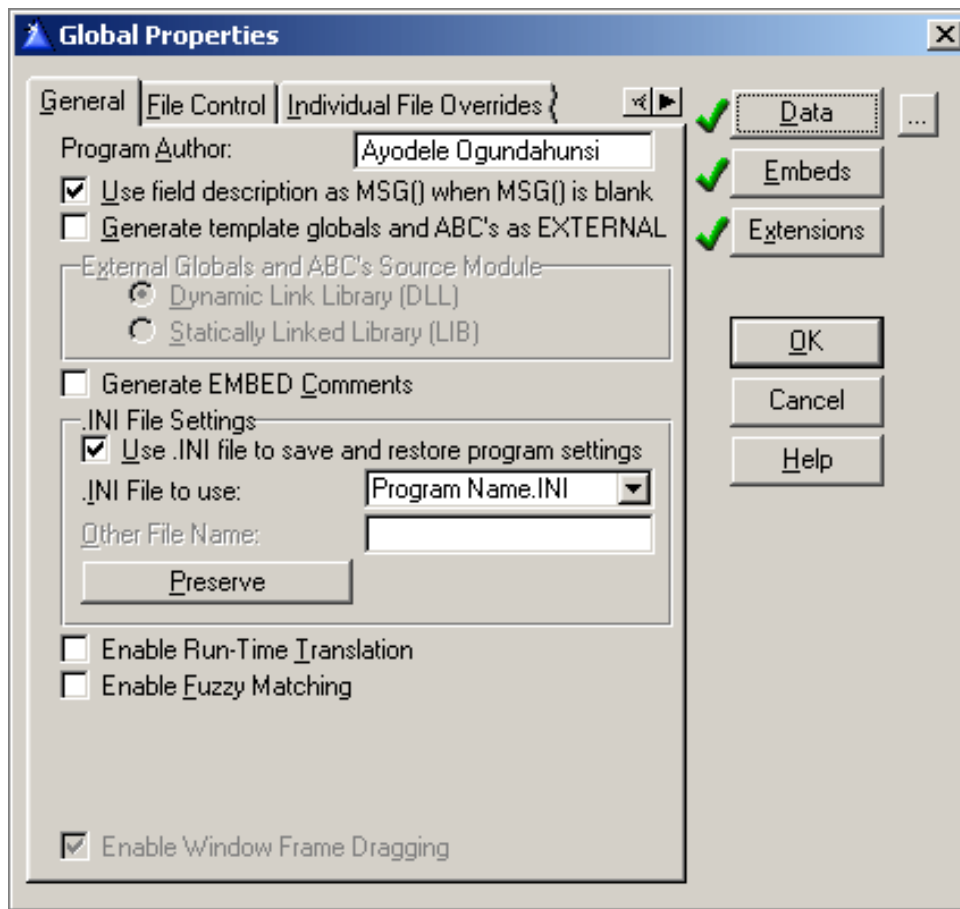 Global Properties
General File Control Individual File Overrides
Program Author: Ayodele Ogundahunsi
Use field description as MSG() when MSG() is blank
Generate template globals and ABC's as EXTERNAL
External Globals and ABC's Source Module
Dynamic Link Library (DLL)
Statically Linked Library (LIB)
Generate EMBED Comments
.INI File Settings
Use .INI file to save and restore program settings
.INI File to use: Program Name.INI
Other File Name:
Preserve
Enable Run-Time Translation
Enable Fuzzy Matching
Enable Window Frame Dragging
Data ...
Embeds
Extensions
OK
Cancel
Help